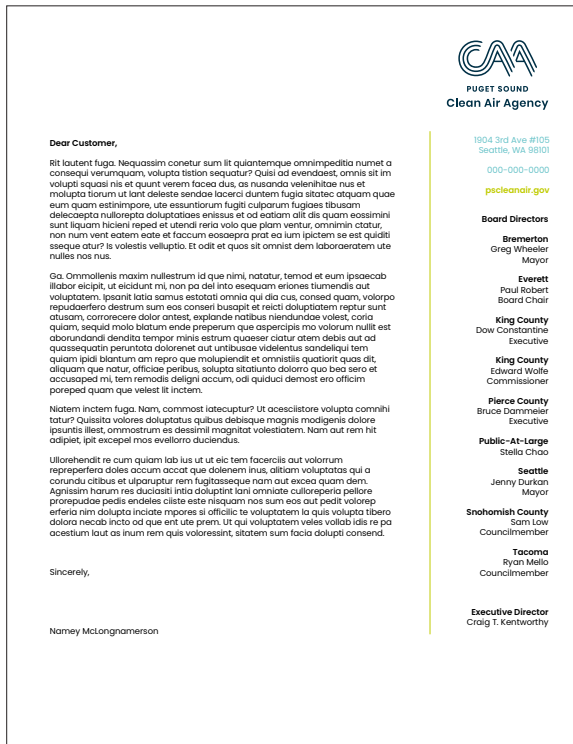 CAA
PUGET SOUND
Clean Air Agency
Dear Customer,
Rit lautent fuga. Nequassim conetur sum lit quiantemque omnimpeditia numet a
consequi verumquam, volupta tistion sequatur? Quisi ad evendaest, omnis sit im
volupti squasi nis et qunt verem facea dus, as nusanda velenihitae nus et
molupta tiorum ut lant deleste sendae lacerci duntem fugia sitatec atquam quae
eum quam estinimpore, ute essuntiorum fugiti culparum fugiaes tibusam
delecaepta nullorepta doluptatiaes enissus et od eatiam alit dis quam eossimini
sunt liquam hicieni reped et utendi reria volo que plam ventur, omnimin ctatur,
non num vent eatem eate et faccum eosaepra prat ea ium ipictem se est quiditi
sseque atur? Is volestis velluptio. Et odit et quos sit omnist dem laboraeratem ute
nulles nos nus.
Ga. Ommollenis maxim nullestrum id que nimi, natatur, temod et eum ipsaecab
illabor eicipit, ut eicidunt mi, non pa del into esequam eriones tiumendis aut
voluptatem. Ipsanit latia samus estotati omnia qui dia cus, consed quam, volorpo
repudaerfero destrum sum eos conseri busapit et reicti doluptatem reptur sunt
atusam, corrorecere dolor antest, explande natibus niendundae volest, coria
quiam, sequid molo blatum ende preperum que aspercipis mo volorum nullit est
aborundandi dendita tempor minis estrum quaeser ciatur atem debis aut ad
quassequatin peruntota dolorenet aut untibusae videlentus sandeliqui tem
quiam ipidi blantum am repro que molupiendit et omnistiis quatiorit quas dit,
aliquam que natur, officiae peribus, solupta sitatiunto dolorro quo bea sero et
accusaped mi, tem remodis deligni accum, odi quiduci demost ero officim
poreped quam que velest lit inctem.
Niatem inctem fuga. Nam, commost iatecuptur? Ut acesciistore volupta comnihi
tatur? Quissita volores doluptatus quibus debisque magnis modigenis dolore
ipsuntis illest, ommostrum es dessimil magnitat volestiatem. Nam aut rem hit
adipiet, ipit excepel mos evellorro duciendus.
Ullorehendit re cum quiam lab ius ut ut eic tem facerciis aut volorrum
repreperfera doles accum accat que dolenem inus, alitiam voluptatas qui a
corundu citibus et ulparuptur rem fugitasseque nam aut excea quam dem.
Agnissim harum res duciasiti intia doluptint lani omniate culloreperia pellore
prorepudae pedis endeles ciiste este nisquam nos sum eos aut pedit volorep
erferia nim dolupta inciate mpores si officilic te voluptatem la quis volupta tibero
dolora necab incto od que ent ute prem. Ut qui voluptatem veles vollab idis re pa
acestium laut as inum rem quis voloressint, sitatem sum facia dolupti consend.
Sincerely,
Namey McLongnamerson
1904 3rd Ave #105
Seattle, WA 98101
000-000-0000
pscleanair.gov
Board Directors
Bremerton
Greg Wheeler
Mayor
Everett
Paul Robert
Board Chair
King County
Dow Constantine
Executive
King County
Edward Wolfe
Commissioner
Pierce County
Bruce Dammeier
Executive
Public-At-Large
Stella Chao
Seattle
Jenny Durkan
Mayor
Snohomish County
Sam Low
Councilmember
Tacoma
Ryan Mello
Councilmember
Executive Director
Craig T. Kentworthy